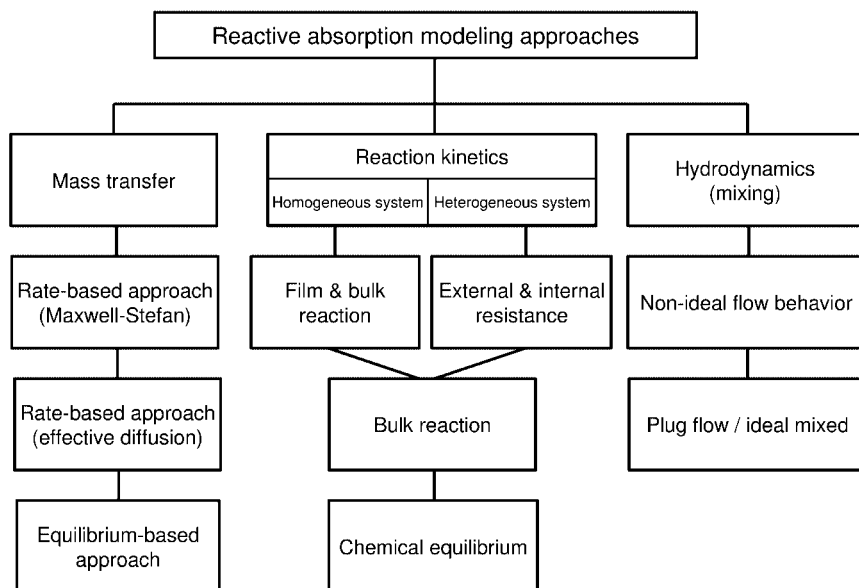 Reactive absorption modeling approaches
Mass transfer
Reaction kinetics
Homogeneous system
Heterogeneous system
Hydrodynamics
(mixing)
Rate-based approach
(Maxwell-Stefan)
Film & bulk
reaction
External & internal
resistance
Non-ideal flow behavior
Rate-based approach
(effective diffusion)
Bulk reaction
Plug flow / ideal mixed
Equilibrium-based
approach
Chemical equilibrium